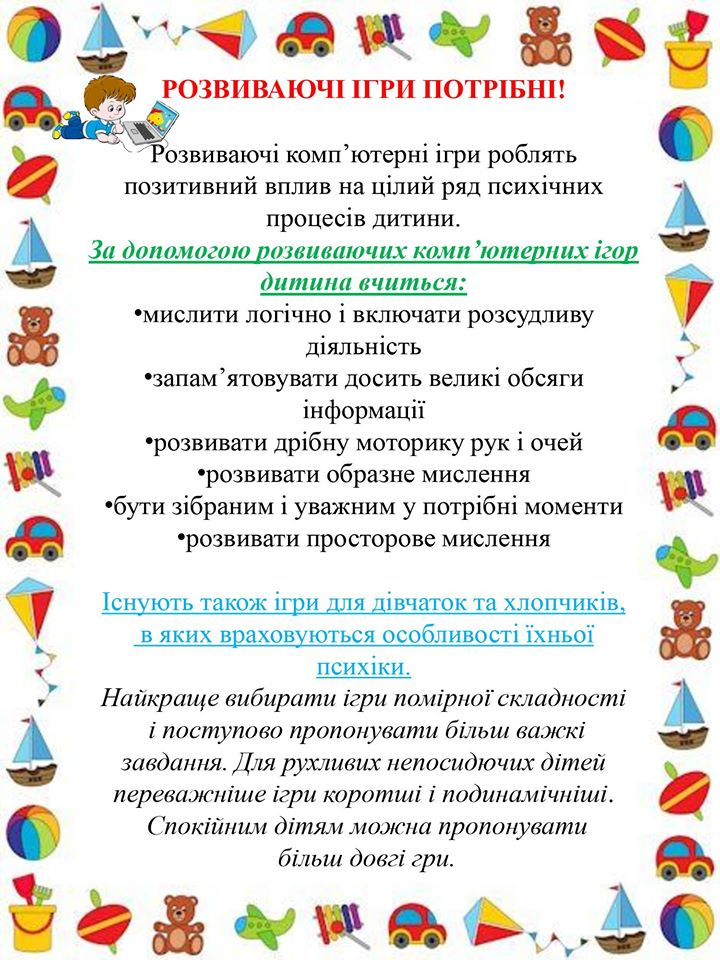 РОЗВИВАЮЧІ ІГРИ ПОТРІБНІ!
Розвиваючі комп’ютерні ігри роблять
позитивний вплив на цілий ряд психічних
процесів дитини.
За допомогою розвиваючих комп’ютерних ігор
дитина вчиться:
•мислити логічно і включати розсудливу
діяльність
•запам’ятовувати досить великі обсяги
інформації
•розвивати дрібну моторику рук і очей
•розвивати образне мислення
•бути зібраним і уважним у потрібні моменти
•розвивати просторове мислення
Існують також ігри для дівчаток та хлопчиків,
в яких враховуються особливості їхньої
психіки.
Найкраще вибирати ігри помірної складності
і поступово пропонувати більш важкі
завдання. Для рухливих непосидючих дітей
переважніше ігри коротші і подинамічніші.
Спокійним дітям можна пропонувати
більш довгі гри.